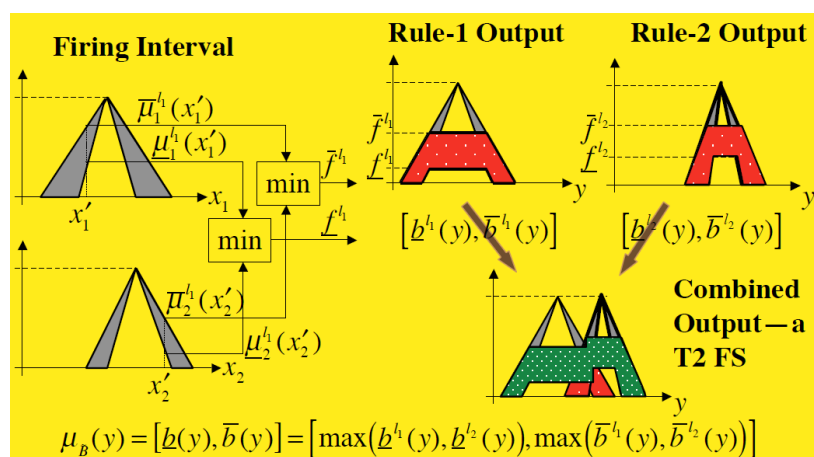 Firing Interval
Rule-1 Output
Rule-2 Output
μ̅₁^{l₁}(x₁′)
μ̲₁^{l₁}(x₁′)
x₁′
x₁
min
f̅^{l₁}
min
f̲^{l₁}
μ̅₂^{l₁}(x₂′)
μ̲₂^{l₁}(x₂′)
x₂′
x₂
f̅^{l₁}
f̲^{l₁}
y
[b̲^{l₁}(y), b̅^{l₁}(y)]
f̅^{l₂}
f̲^{l₂}
y
[b̲^{l₂}(y), b̅^{l₂}(y)]
Combined
Output—a
T2 FS
y
μ_B(y) = [b̲(y), b̅(y)] = [max(b̲^{l₁}(y), b̲^{l₂}(y)), max(b̅^{l₁}(y), b̅^{l₂}(y))]